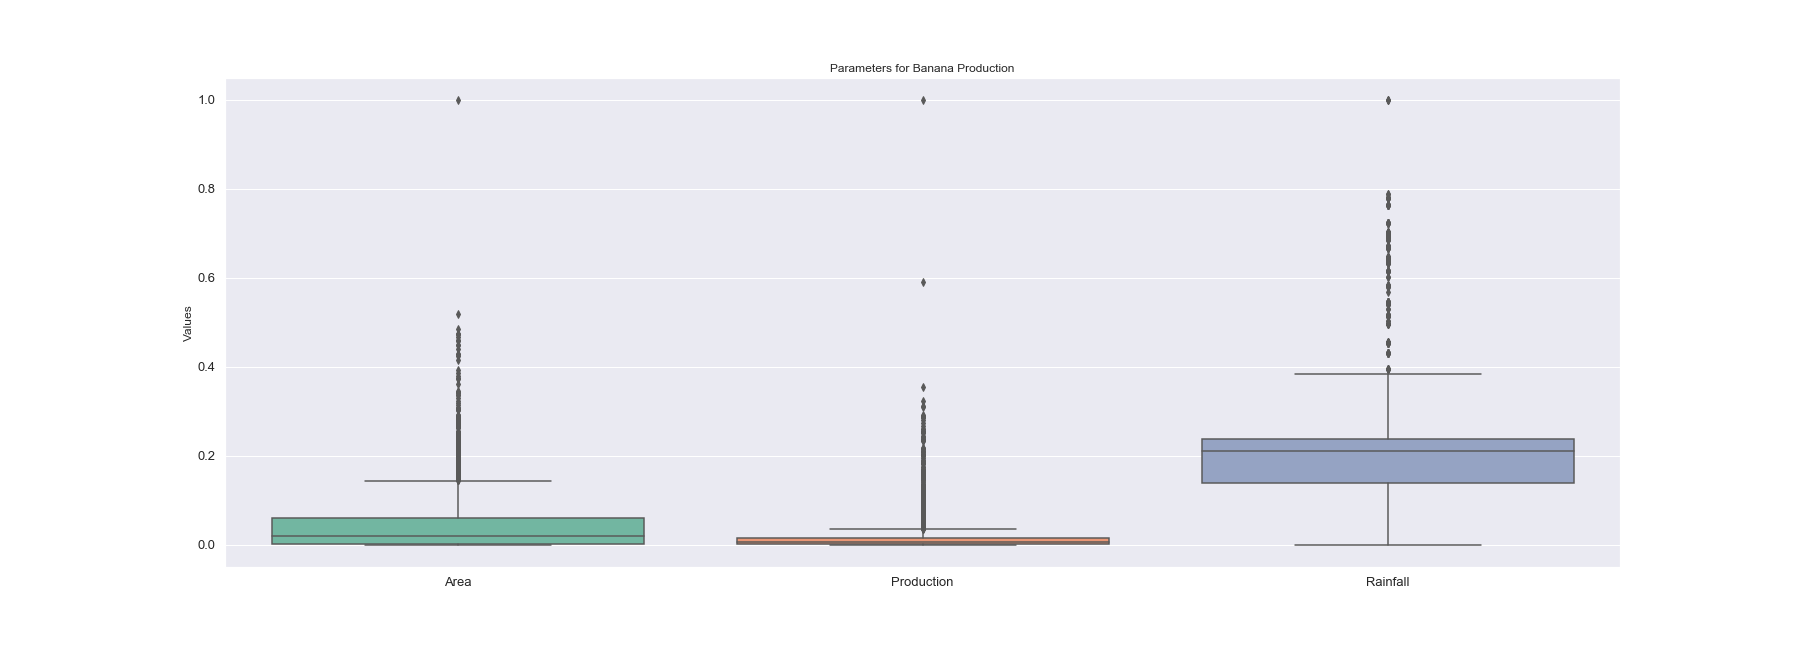 Parameters for Banana Production
1.0
0.8
0.6
0.4
0.2
0.0
Values
Area
Production
Rainfall